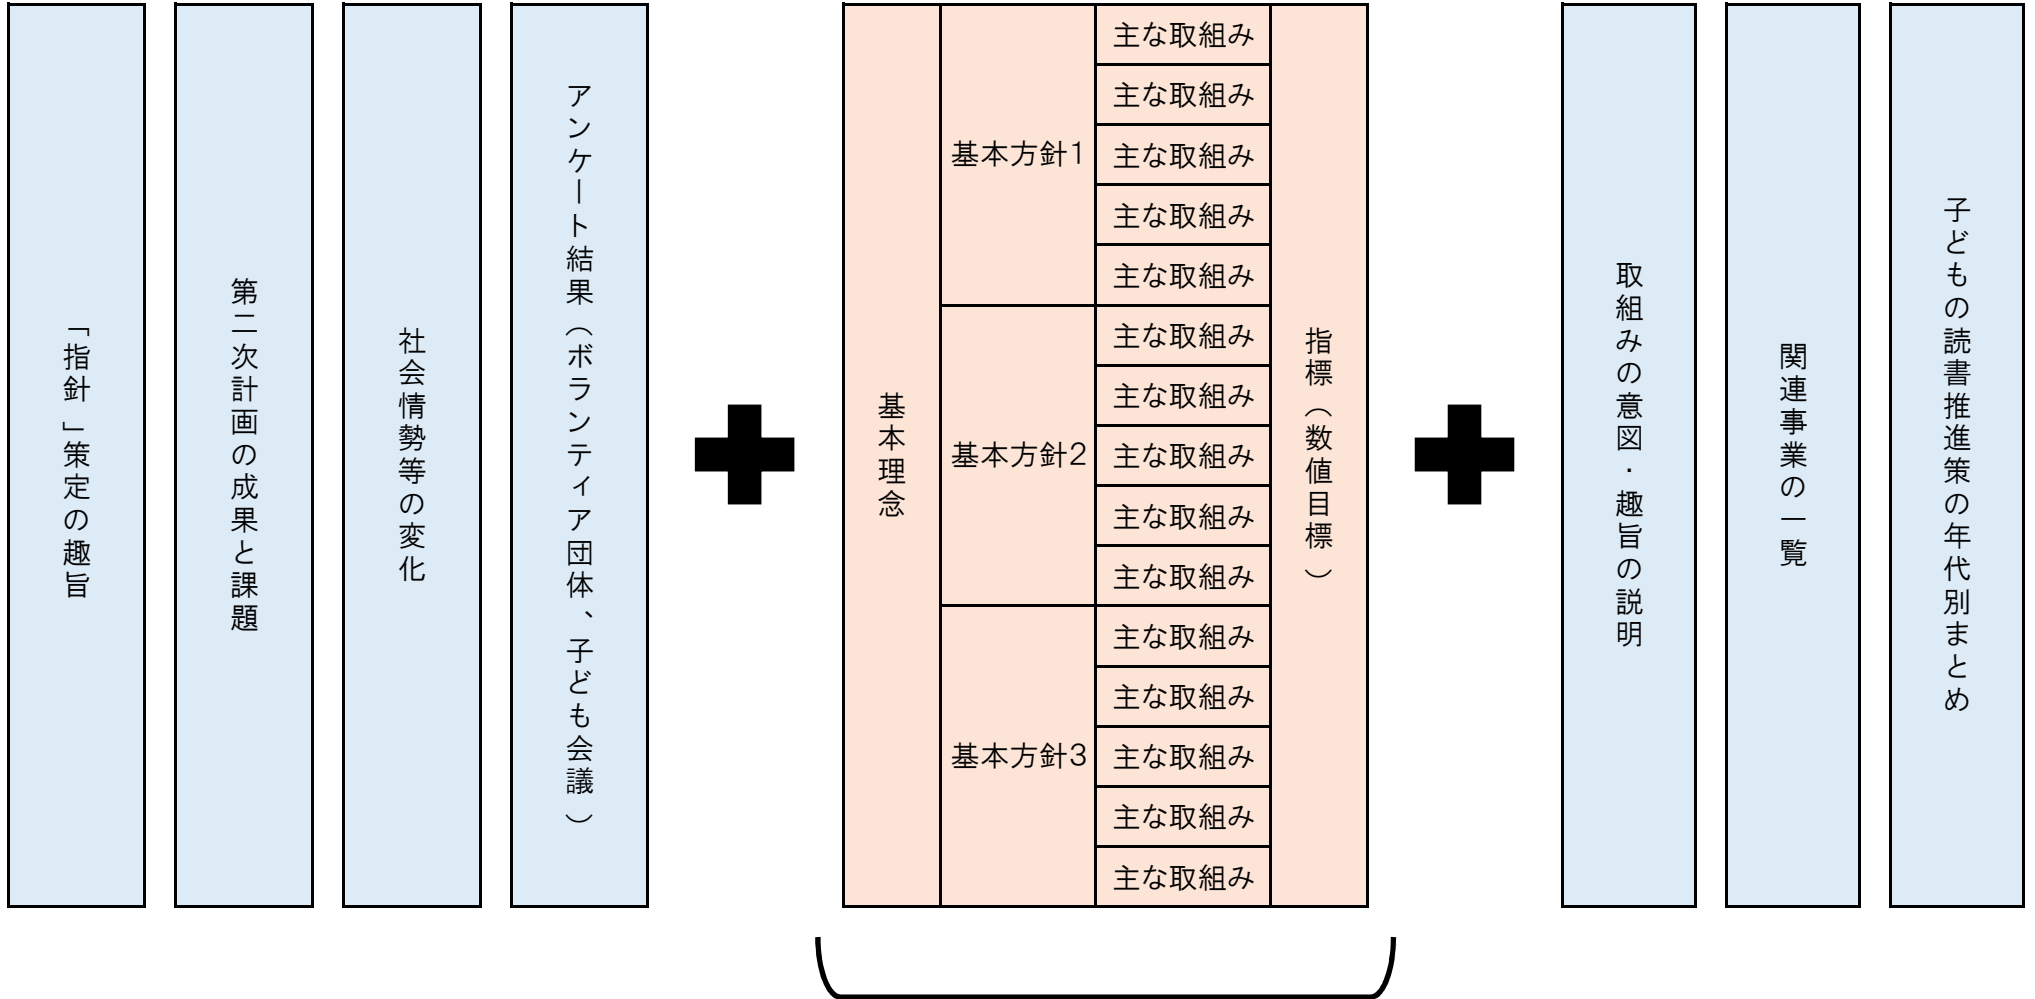 「指針」策定の趣旨
第二次計画の成果と課題
社会情勢等の変化
アンケート結果（ボランティア団体、子ども会議）
基本理念
基本方針1
主な取組み
主な取組み
主な取組み
主な取組み
主な取組み
基本方針2
主な取組み
主な取組み
主な取組み
主な取組み
主な取組み
基本方針3
主な取組み
主な取組み
主な取組み
主な取組み
主な取組み
指標（数値目標）
取組みの意図・趣旨の説明
関連事業の一覧
子どもの読書推進策の年代別まとめ